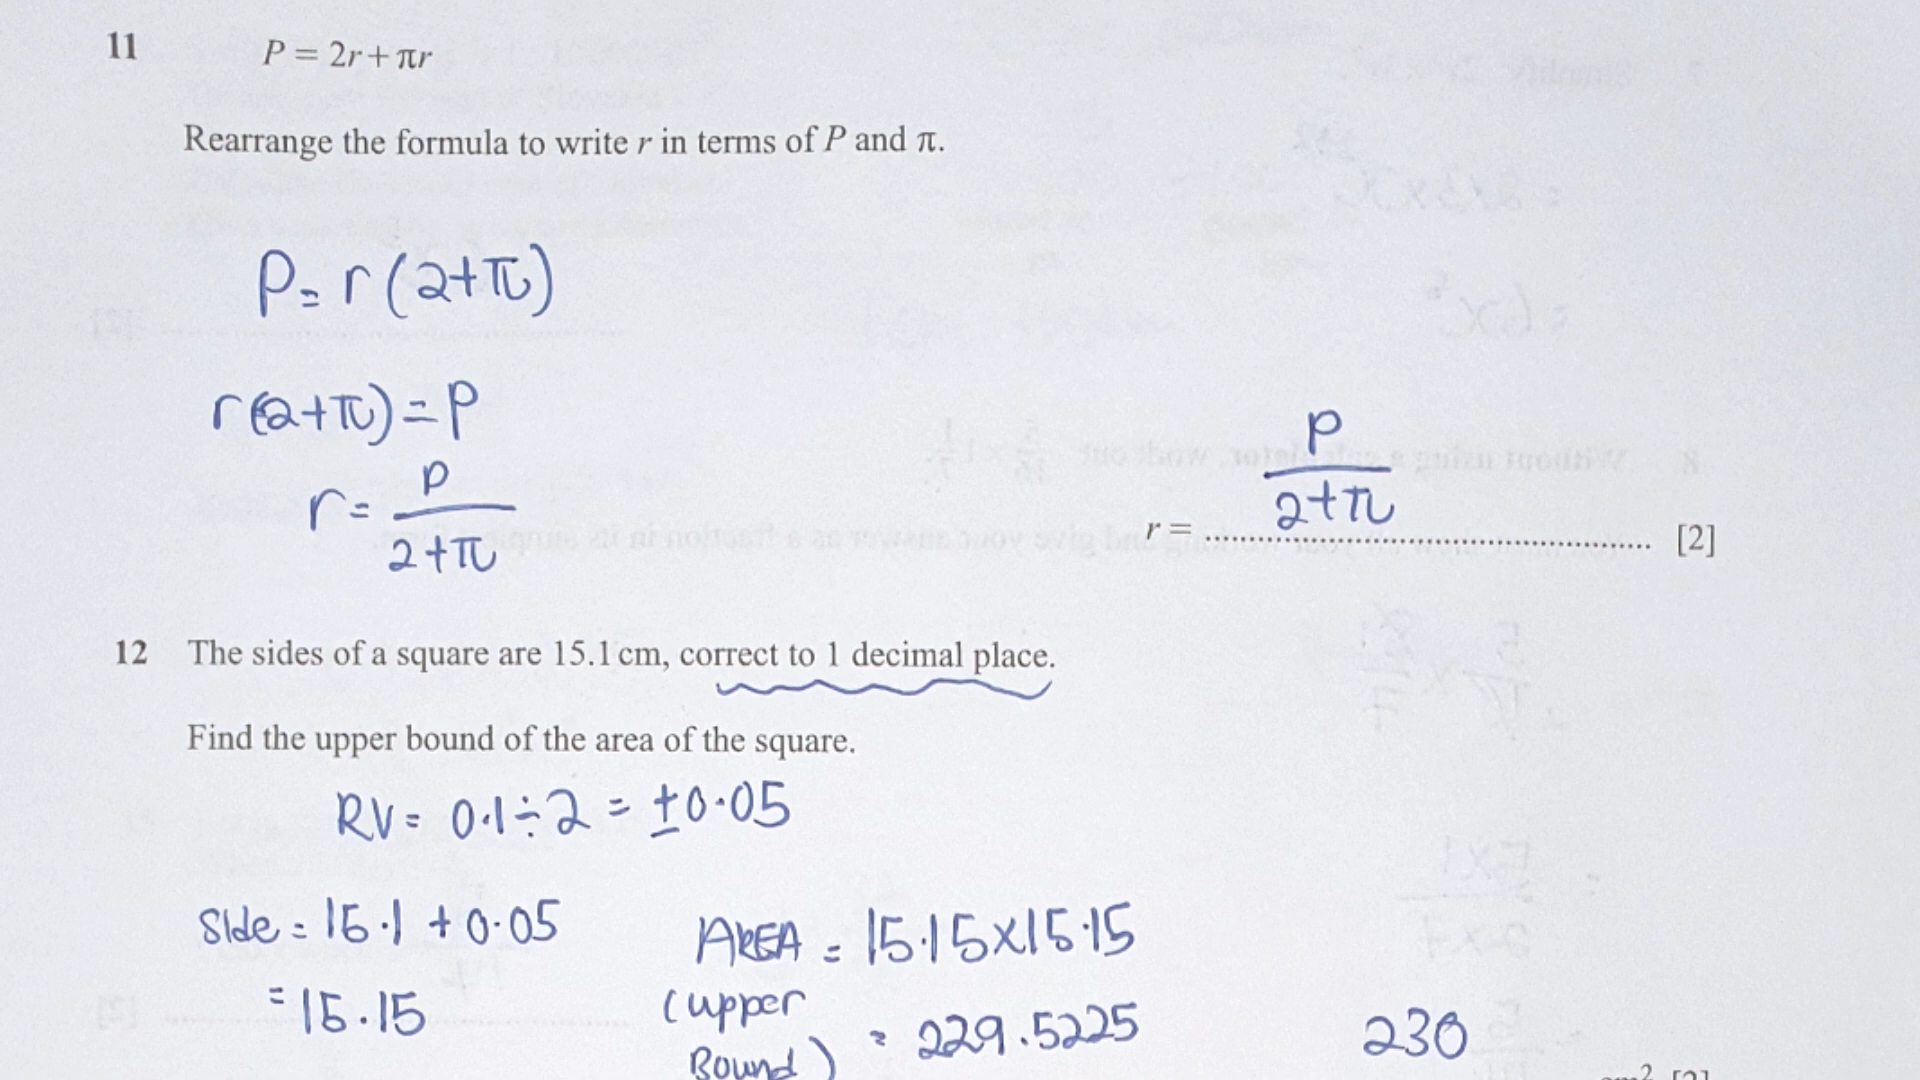 11 P = 2r + πr
Rearrange the formula to write r in terms of P and π.
P = r (2+π)
r(2+π) = P
r = P/(2+π)
r = P/(2+π) [2]
12 The sides of a square are 15.1 cm, correct to 1 decimal place.
Find the upper bound of the area of the square.
RV = 0.1 ÷ 2 = ±0.05
Side = 15.1 + 0.05
= 15.15
AREA = 15.15 x 15.15
(upper Bound)
= 229.5225
230
cm² [2]